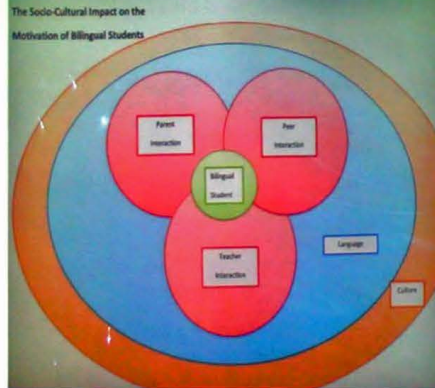 The Socio-Cultural Impact on the
Motivation of Bilingual Students
Parent
Interaction
Peer
Interaction
Bilingual
Student
Teacher
Interaction
Language
Culture